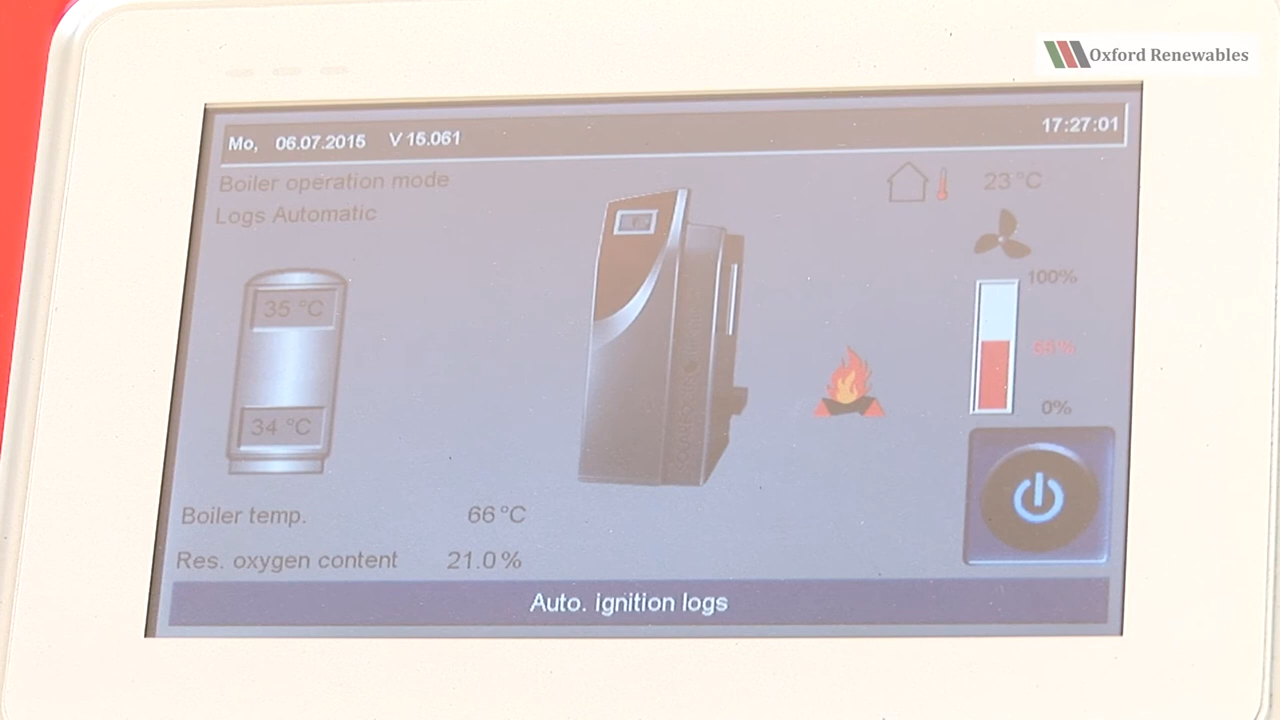 Oxford Renewables
Mo, 06.07.2015 V 15.061 17:27:01
Boiler operation mode
Logs Automatic
23°C
100%
35 °C
0%
34 °C
Boiler temp. 66°C
Res. oxygen content 21.0%
Auto. ignition logs